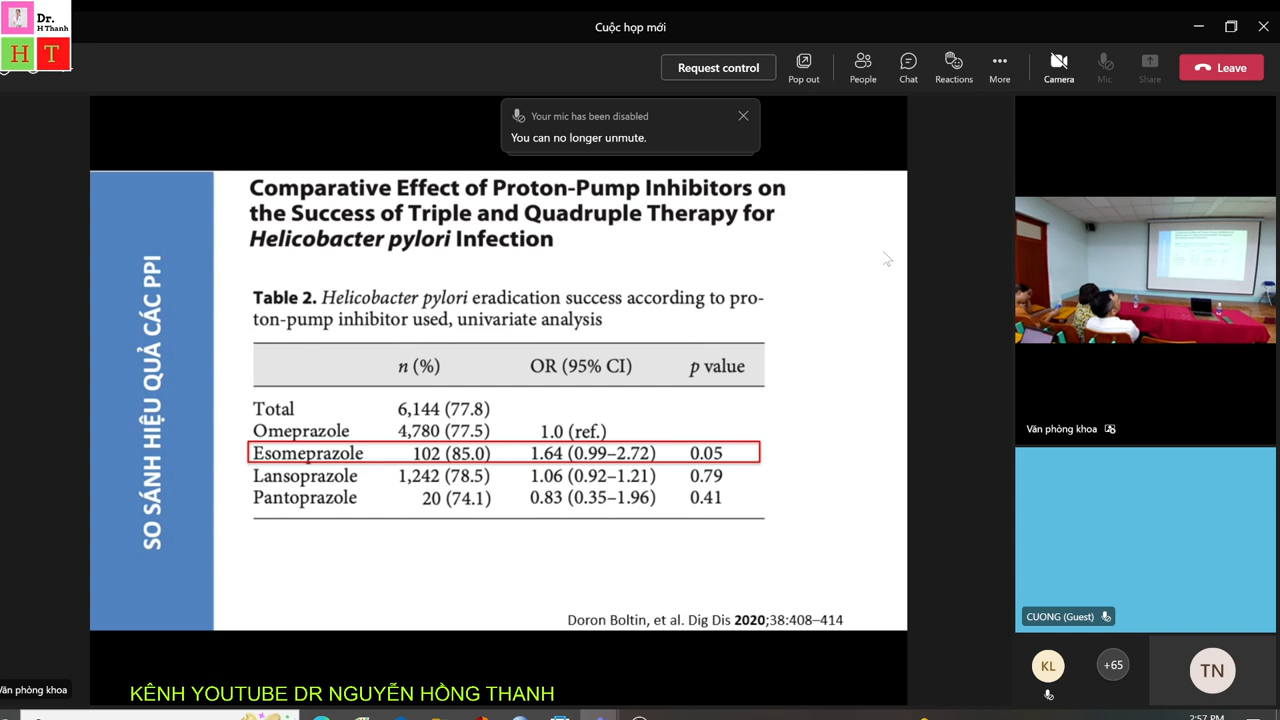 Dr.
H Thanh
H T
Cuộc họp mới
Request control
Pop out
People
Chat
Reactions
More
Camera
Mic
Share
Leave
Your mic has been disabled
You can no longer unmute.
SO SÁNH HIỆU QUẢ CÁC PPI
Comparative Effect of Proton-Pump Inhibitors on
the Success of Triple and Quadruple Therapy for
Helicobacter pylori Infection
Table 2. Helicobacter pylori eradication success according to pro-
ton-pump inhibitor used, univariate analysis
n (%) OR (95% CI) p value
Total 6,144 (77.8)
Omeprazole 4,780 (77.5) 1.0 (ref.)
Esomeprazole 102 (85.0) 1.64 (0.99–2.72) 0.05
Lansoprazole 1,242 (78.5) 1.06 (0.92–1.21) 0.79
Pantoprazole 20 (74.1) 0.83 (0.35–1.96) 0.41
Doron Boltin, et al. Dig Dis 2020;38:408–414
Văn phòng khoa
CUONG (Guest)
KL
+65
TN
Văn phòng khoa
KÊNH YOUTUBE DR NGUYỄN HỒNG THANH
2:57 PM